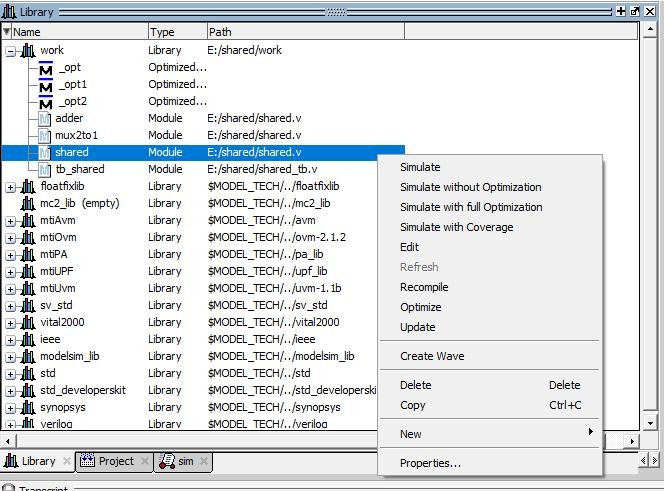 Library
Name Type Path
work Library E:/shared/work
_opt Optimized...
_opt1 Optimized...
_opt2 Optimized...
adder Module E:/shared/shared.v
mux2to1 Module E:/shared/shared.v
shared Module E:/shared/shared.v
tb_shared Module E:/shared/shared_tb.v
floatfixlib Library $MODEL_TECH/../floatfixlib
mc2_lib (empty) Library $MODEL_TECH/../mc2_lib
mtiAvm Library $MODEL_TECH/../avm
mtiOvm Library $MODEL_TECH/../ovm-2.1.2
mtiPA Library $MODEL_TECH/../pa_lib
mtiUPF Library $MODEL_TECH/../upf_lib
mtiUvm Library $MODEL_TECH/../uvm-1.1b
sv_std Library $MODEL_TECH/../sv_std
vital2000 Library $MODEL_TECH/../vital2000
ieee Library $MODEL_TECH/../ieee
modelsim_lib Library $MODEL_TECH/../modelsim_lib
std Library $MODEL_TECH/../std
std_developerskit Library $MODEL_TECH/../std_developerski
synopsys Library $MODEL_TECH/../synopsys
verilog Library $MODEL_TECH/../verilog
Simulate
Simulate without Optimization
Simulate with full Optimization
Simulate with Coverage
Edit
Refresh
Recompile
Optimize
Update
Create Wave
Delete Delete
Copy Ctrl+C
New
Properties...
Library Project sim
Transcript